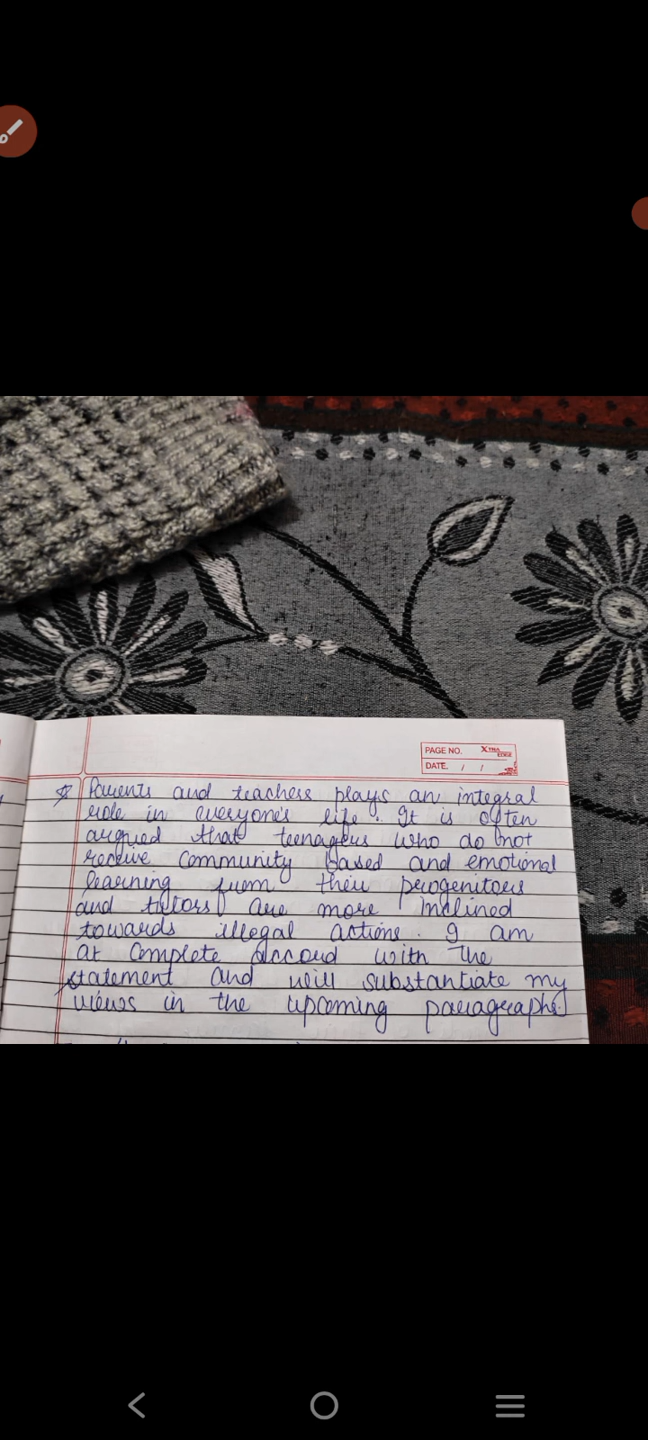 PAGE NO. XTRA EDGE
DATE. / /
Parents and teachers plays an integral
role in everyone's life. It is often
argued that teenagers who do not
receive community based and emotional
learning from their progenitors
and tutors are more inclined
towards illegal actions. I am
at complete accord with the
statement and will substantiate my
views in the upcoming paragraphs.